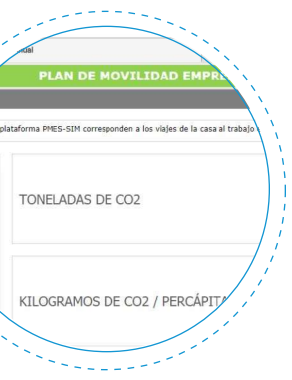 PLAN DE MOVILIDAD
plataforma PMES-SIM corresponden a los viajes de la casa al trabajo
TONELADAS DE CO2
KILOGRAMOS DE CO2 / PERCÁPITA